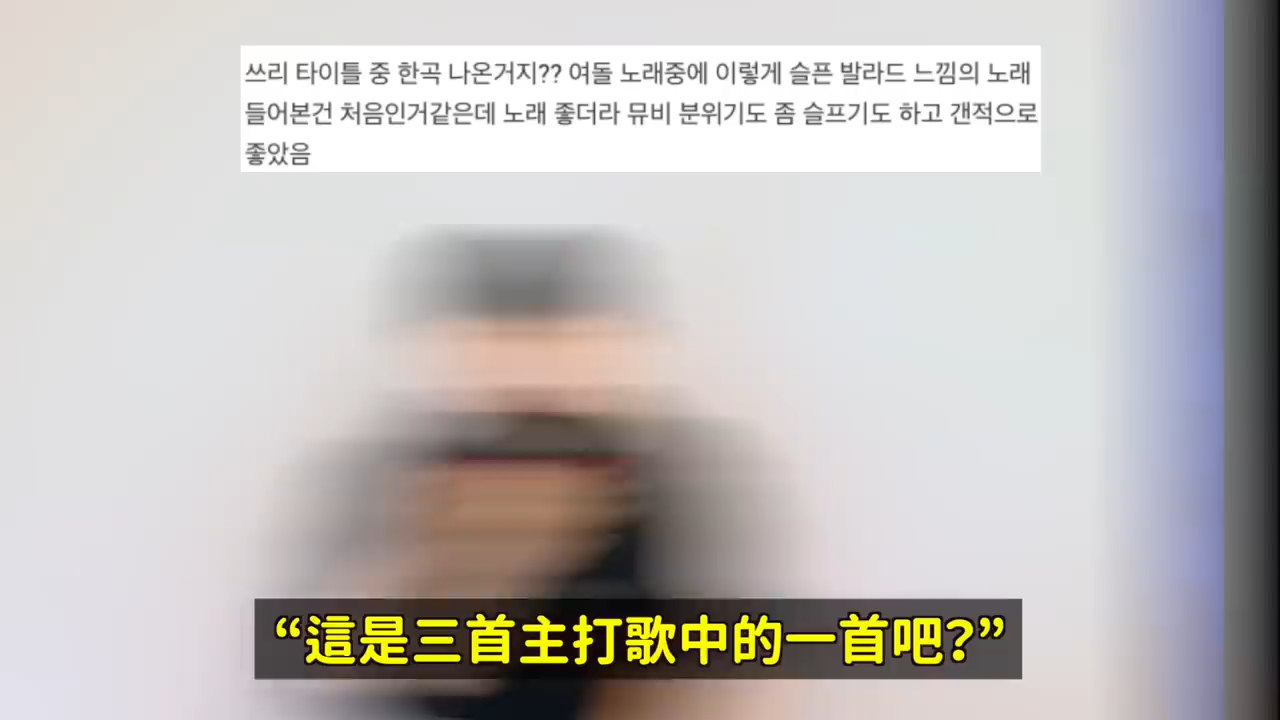 쓰리 타이틀 중 한곡 나온거지?? 여돌 노래중에 이렇게 슬픈 발라드 느낌의 노래
들어본건 처음인거같은데 노래 좋더라 뮤비 분위기도 좀 슬프기도 하고 갠적으로
좋았음
“這是三首主打歌中的一首吧？”